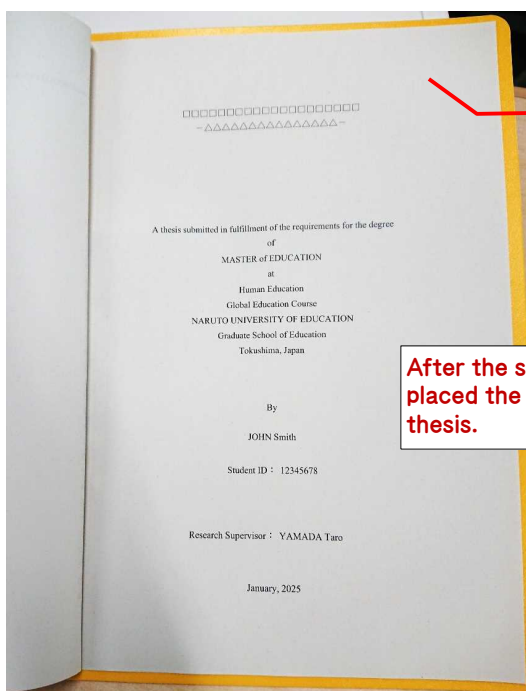 □□□□□□□□□□□□□□□□□□□□
－△△△△△△△△△△△△△△△－
A thesis submitted in fulfillment of the requirements for the degree
of
MASTER of EDUCATION
at
Human Education
Global Education Course
NARUTO UNIVERSITY OF EDUCATION
Graduate School of Education
Tokushima, Japan
After the s
placed the
thesis.
By
JOHN Smith
Student ID： 12345678
Research Supervisor： YAMADA Taro
January, 2025